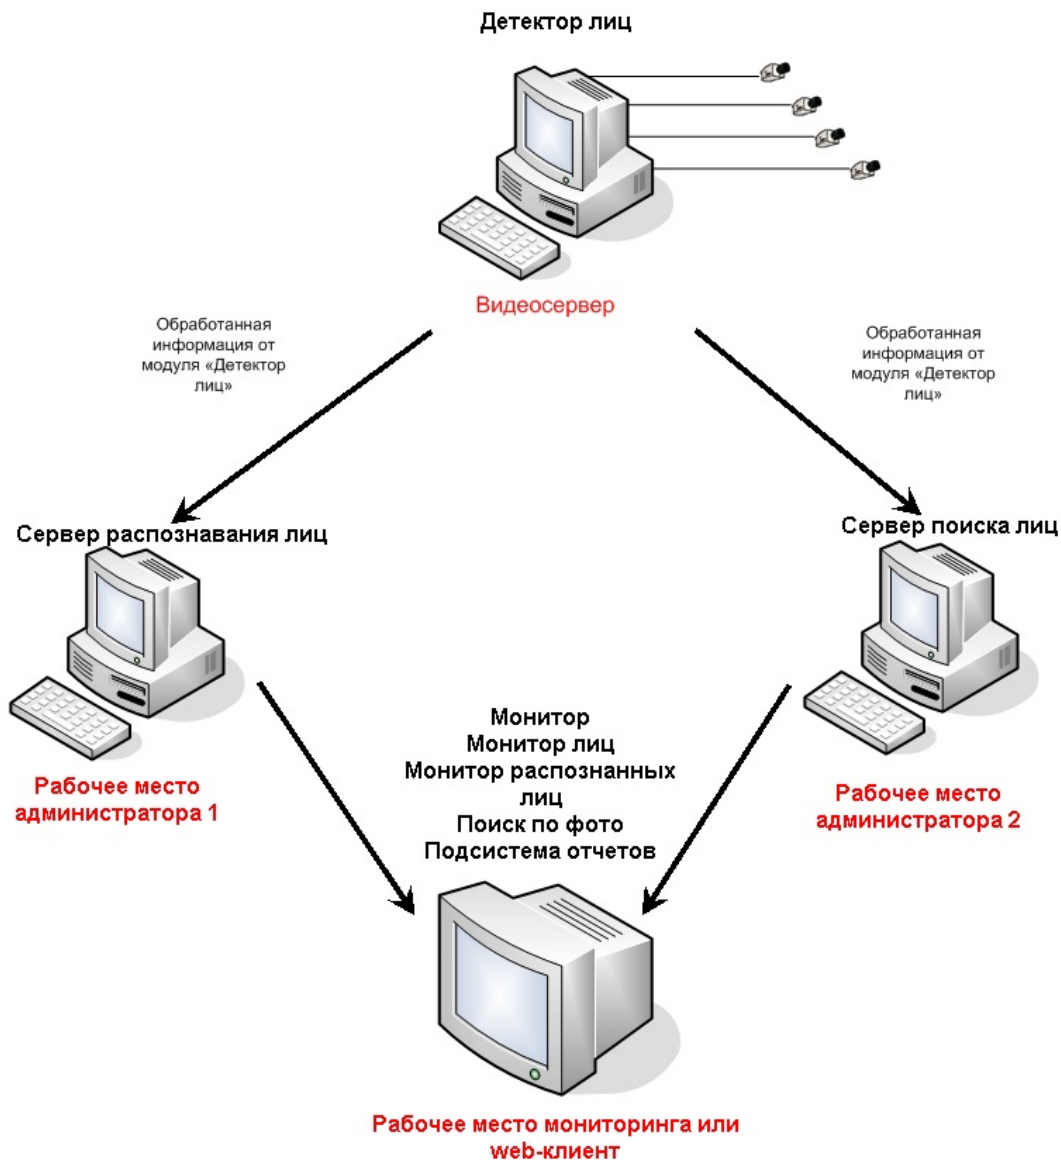 Детектор лиц
Видеосервер
Обработанная
информация от
модуля «Детектор
лиц»
Обработанная
информация от
модуля «Детектор
лиц»
Сервер распознавания лиц
Сервер поиска лиц
Рабочее место
администратора 1
Монитор
Монитор лиц
Монитор распознанных
лиц
Поиск по фото
Подсистема отчетов
Рабочее место
администратора 2
Рабочее место мониторинга или
web-клиент